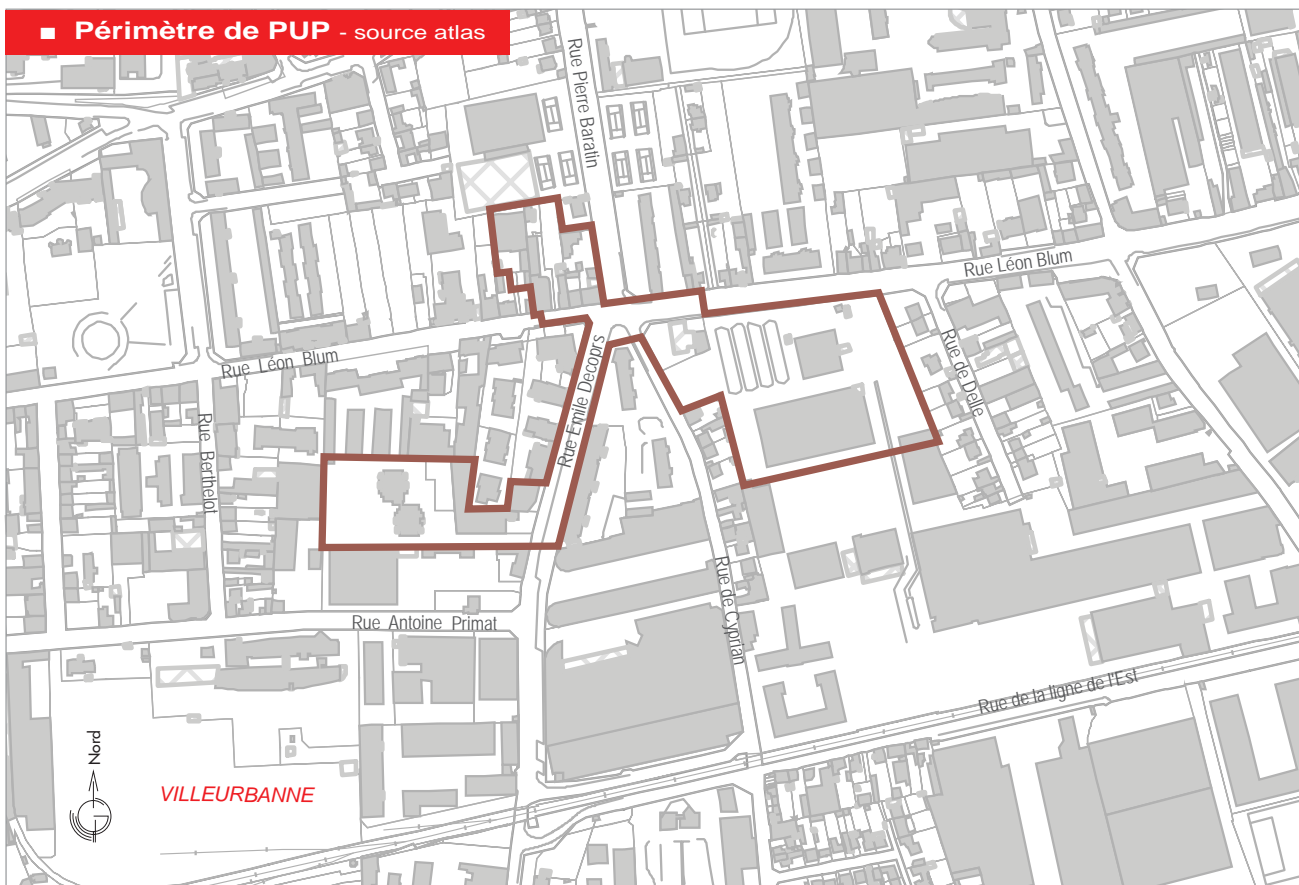 ■ Périmètre de PUP - source atlas
Rue Pierre Baratin
Rue Léon Blum
Rue Léon Blum
Rue Emile Decoprs
Rue de Delle
Rue Berthelot
Rue de Cyprian
Rue Antoine Primat
Rue de la ligne de l'Est
Nord
VILLEURBANNE